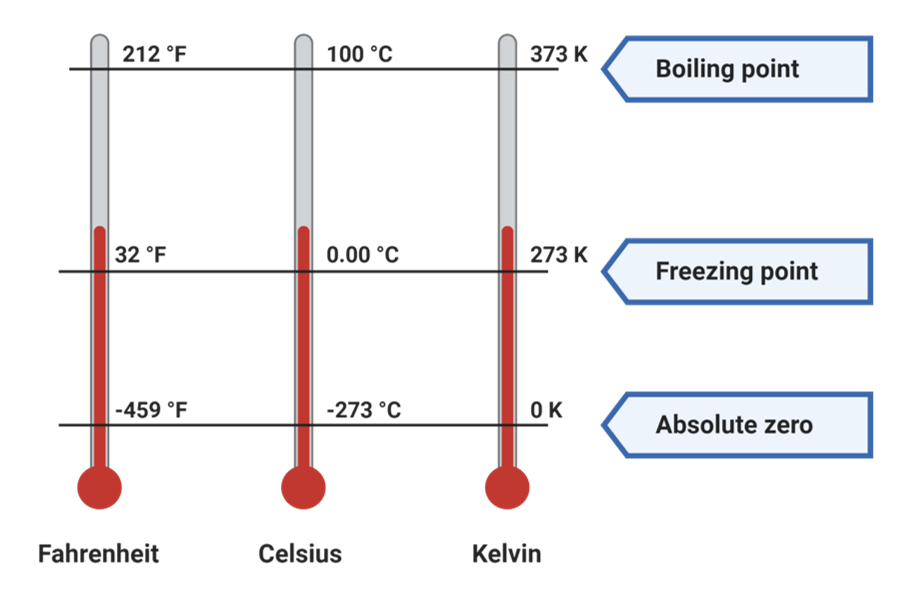 212 °F
100 °C
373 K
Boiling point
32 °F
0.00 °C
273 K
Freezing point
-459 °F
-273 °C
0 K
Absolute zero
Fahrenheit
Celsius
Kelvin